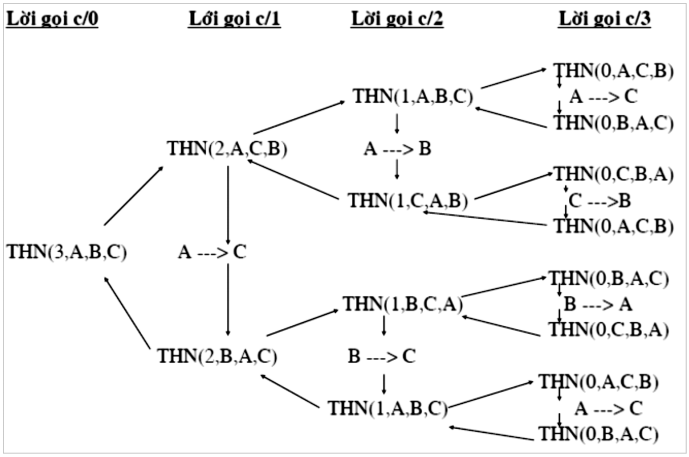 Lời gọi c/0 Lới gọi c/1 Lời gọi c/2 Lời gọi c/3
THN(0,A,C,B)
THN(1,A,B,C) A ---> C
THN(0,B,A,C)
THN(2,A,C,B) A ---> B
THN(0,C,B,A)
THN(1,C,A,B) C --->B
THN(0,A,C,B)
THN(3,A,B,C) A ---> C
THN(0,B,A,C)
THN(1,B,C,A) B ---> A
THN(0,C,B,A)
THN(2,B,A,C) B ---> C
THN(0,A,C,B)
THN(1,A,B,C) A ---> C
THN(0,B,A,C)